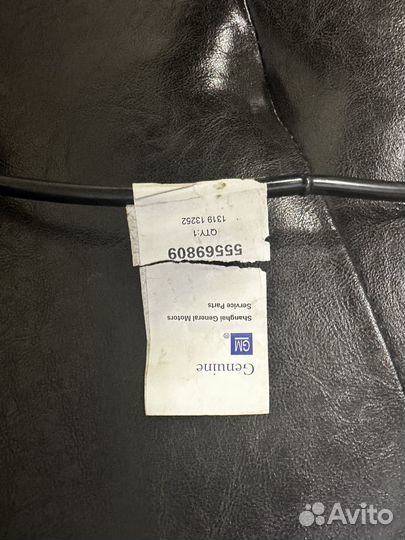 Genuine
GM ®
Shanghai General Motors
Service Parts
55569809
QTY:1
1319 13252
Avito